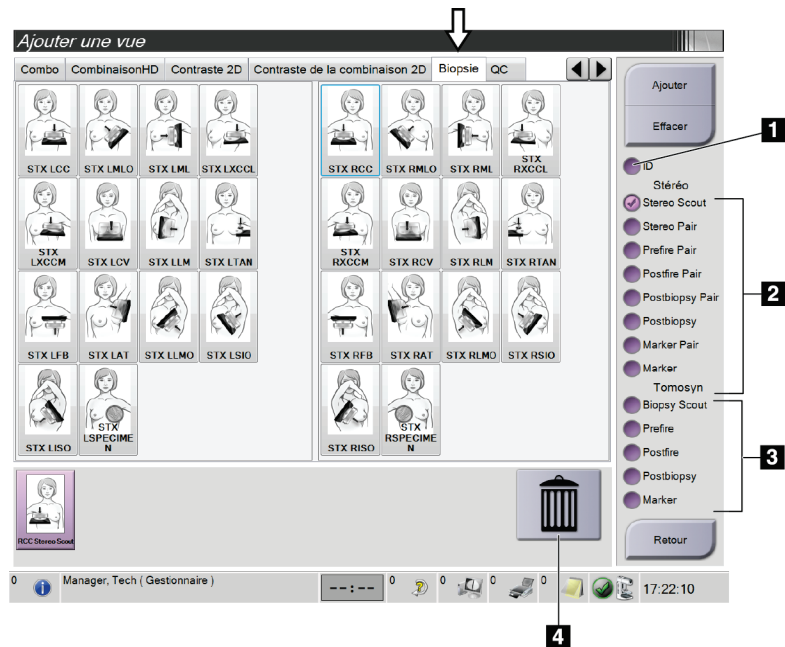 Ajouter une vue
Combo CombinaisonHD Contraste 2D Contraste de la combinaison 2D Biopsie QC
STX LCC STX LMLO STX LML STX LXCCL
STX RCC STX RMLO STX RML STX RXCCL
STX LXCCM STX LCV STX LLM STX LTAN
STX RXCCM STX RCV STX RLM STX RTAN
STX LFB STX LAT STX LLMO STX LSIO
STX RFB STX RAT STX RLMO STX RSIO
STX LISO STX LSPECIME N
STX RISO STX RSPECIME N
Ajouter
Effacer
1
ID
Stéréo
Stereo Scout
Stereo Pair
Prefire Pair
Postfire Pair
Postbiopsy Pair
Postbiopsy
Marker Pair
Marker
2
Tomosyn
Biopsy Scout
Prefire
Postfire
Postbiopsy
Marker
3
RCC Stereo Scout
Retour
0 Manager, Tech ( Gestionnaire ) --:-- 0 0 0 0 17:22:10
4